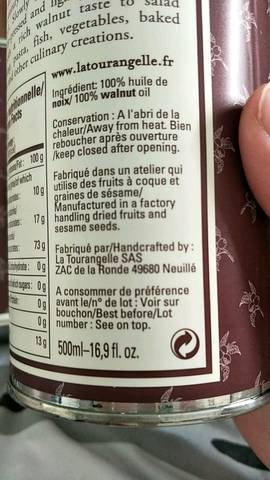 rich walnut taste to salad
pasta, fish, vegetables, baked
other culinary creations.
www.latourangelle.fr
Ingrédient: 100% huile de
noix/100% walnut oil
Conservation : A l'abri de la
chaleur/Away from heat. Bien
reboucher après ouverture
/keep closed after opening.
Fabriqué dans un atelier qui
utilise des fruits à coque et
graines de sésame/
Manufactured in a factory
handling dried fruits and
sesame seeds.
Fabriqué par/Handcrafted by :
La Tourangelle SAS
ZAC de la Ronde 49680 Neuillé
A consommer de préférence
avant le/n° de lot : Voir sur
bouchon/Best before/Lot
number : See on top.
500ml–16,9 fl. oz.
100 g
10 g
17 g
73 g
0 g
0 g
0 g
0 g
13 g